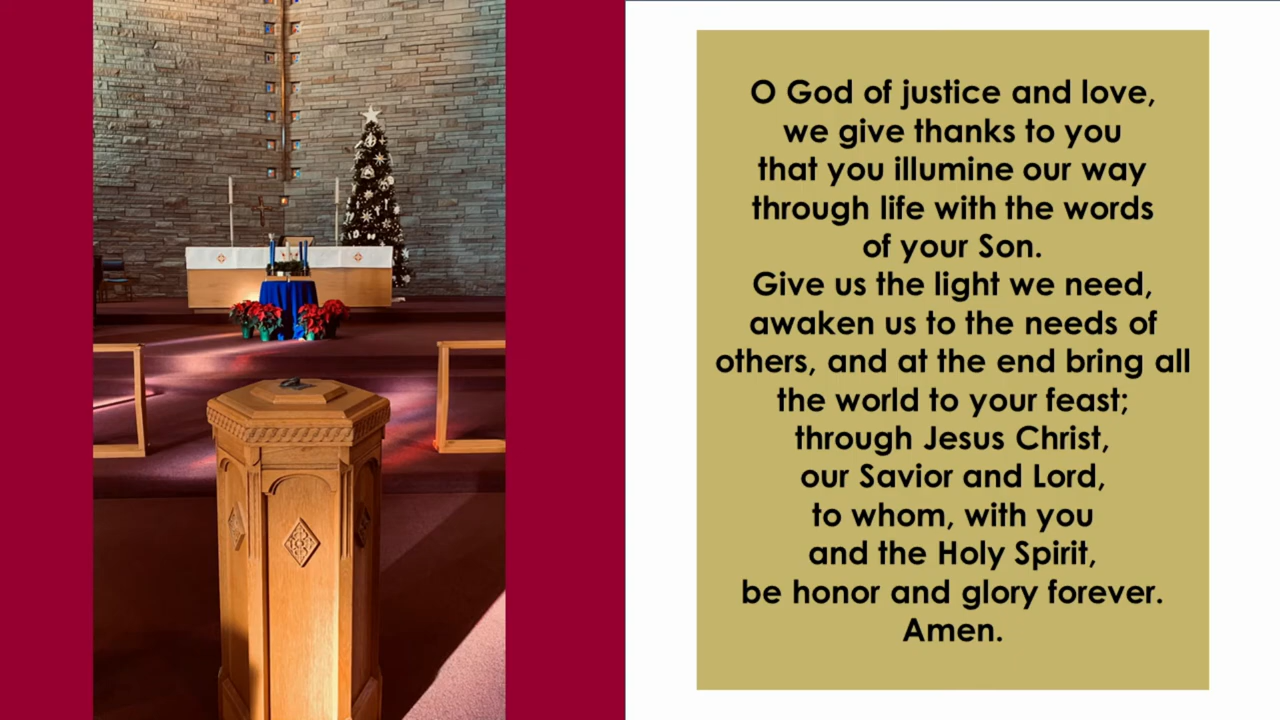 O God of justice and love,
we give thanks to you
that you illumine our way
through life with the words
of your Son.
Give us the light we need,
awaken us to the needs of
others, and at the end bring all
the world to your feast;
through Jesus Christ,
our Savior and Lord,
to whom, with you
and the Holy Spirit,
be honor and glory forever.
Amen.